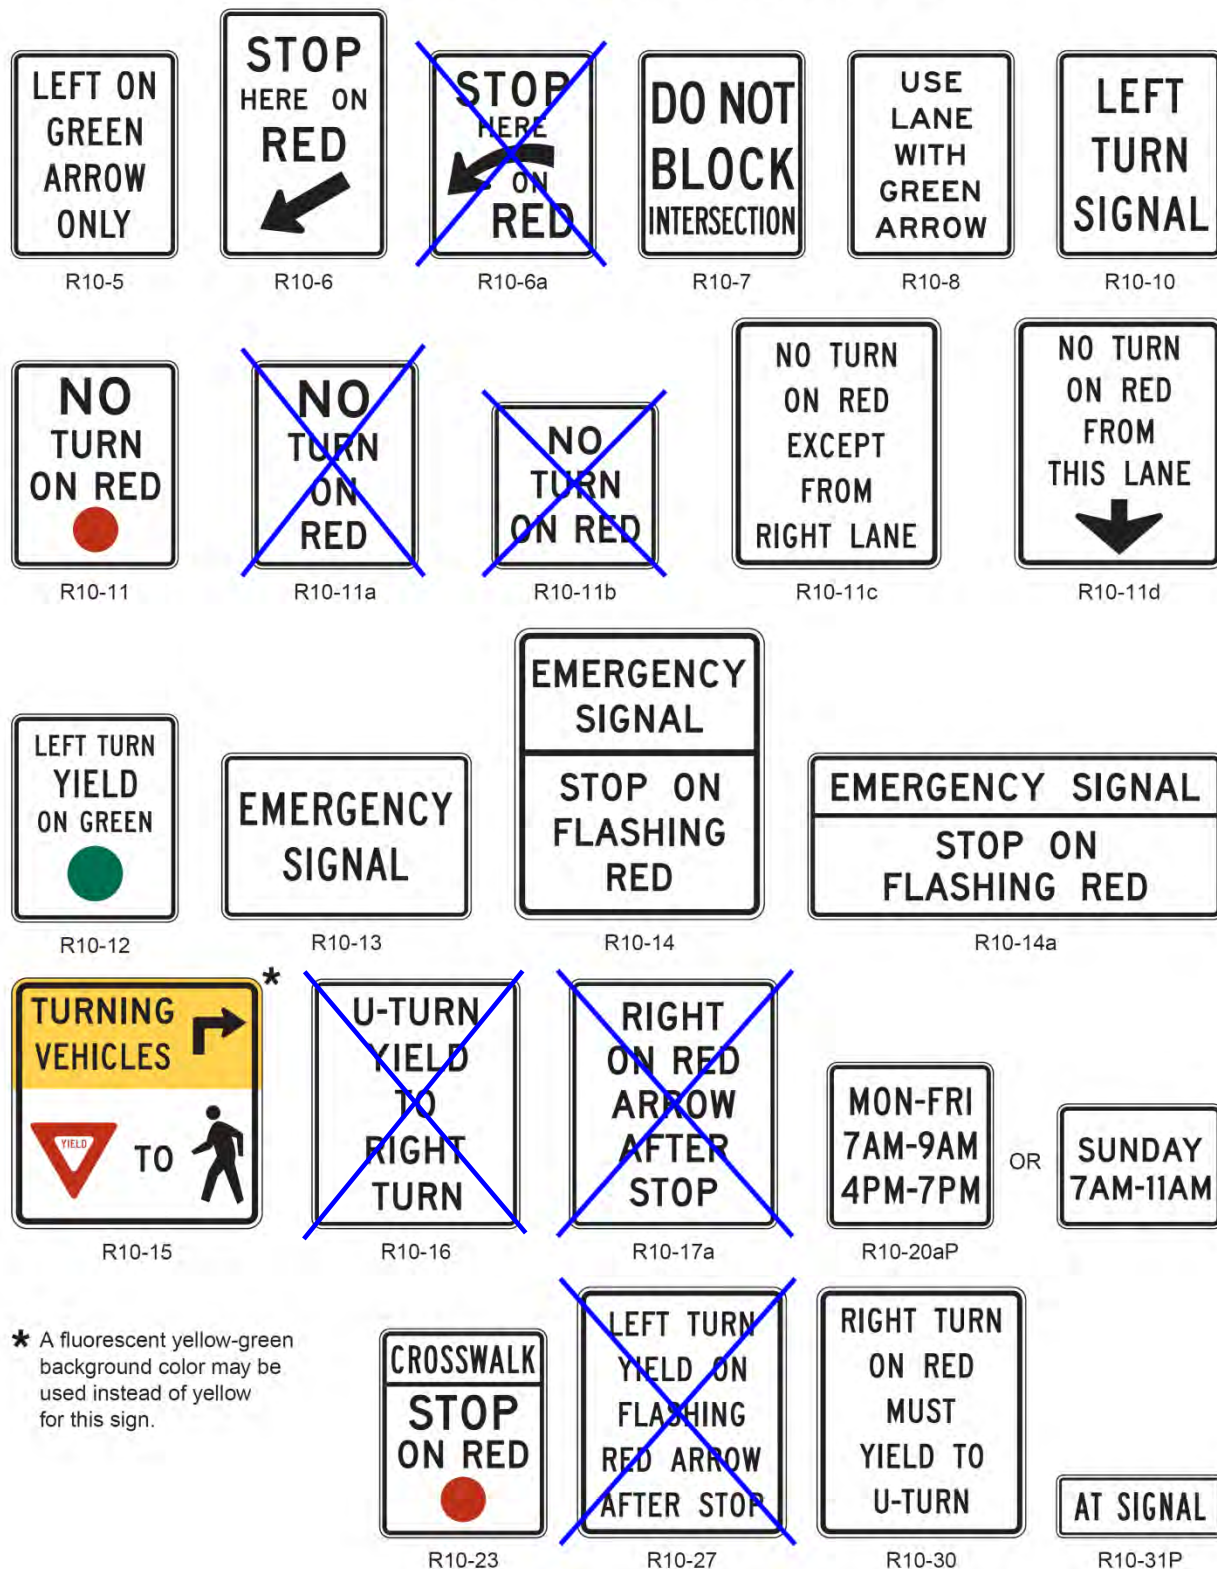 LEFT ON
GREEN
ARROW
ONLY
R10-5
STOP
HERE ON
RED
R10-6
STOP
HERE
ON
RED
R10-6a
DO NOT
BLOCK
INTERSECTION
R10-7
USE
LANE
WITH
GREEN
ARROW
R10-8
LEFT
TURN
SIGNAL
R10-10
NO
TURN
ON RED
R10-11
NO
TURN
ON
RED
R10-11a
NO
TURN
ON RED
R10-11b
NO TURN
ON RED
EXCEPT
FROM
RIGHT LANE
R10-11c
NO TURN
ON RED
FROM
THIS LANE
R10-11d
LEFT TURN
YIELD
ON GREEN
R10-12
EMERGENCY
SIGNAL
R10-13
EMERGENCY
SIGNAL
STOP ON
FLASHING
RED
R10-14
EMERGENCY SIGNAL
STOP ON
FLASHING RED
R10-14a
TURNING
VEHICLES
*
YIELD
TO
R10-15
U-TURN
YIELD
TO
RIGHT
TURN
R10-16
RIGHT
ON RED
ARROW
AFTER
STOP
R10-17a
MON-FRI
7AM-9AM
4PM-7PM
R10-20aP
OR
SUNDAY
7AM-11AM
* A fluorescent yellow-green
background color may be
used instead of yellow
for this sign.
CROSSWALK
STOP
ON RED
R10-23
LEFT TURN
YIELD ON
FLASHING
RED ARROW
AFTER STOP
R10-27
RIGHT TURN
ON RED
MUST
YIELD TO
U-TURN
R10-30
AT SIGNAL
R10-31P